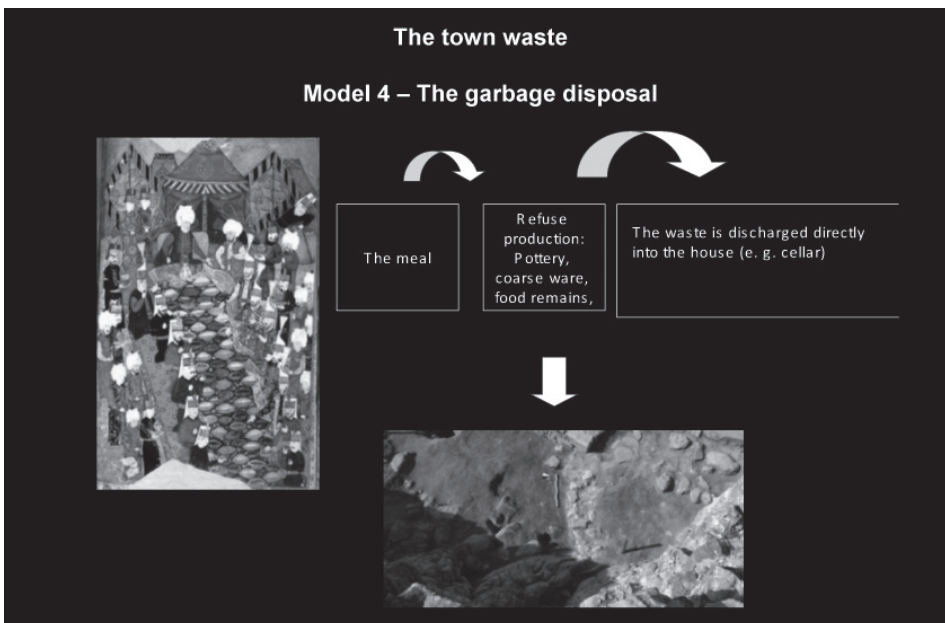 The town waste
Model 4 – The garbage disposal
The meal
Refuse
production:
Pottery,
coarse ware,
food remains,
The waste is discharged directly
into the house (e. g. cellar)